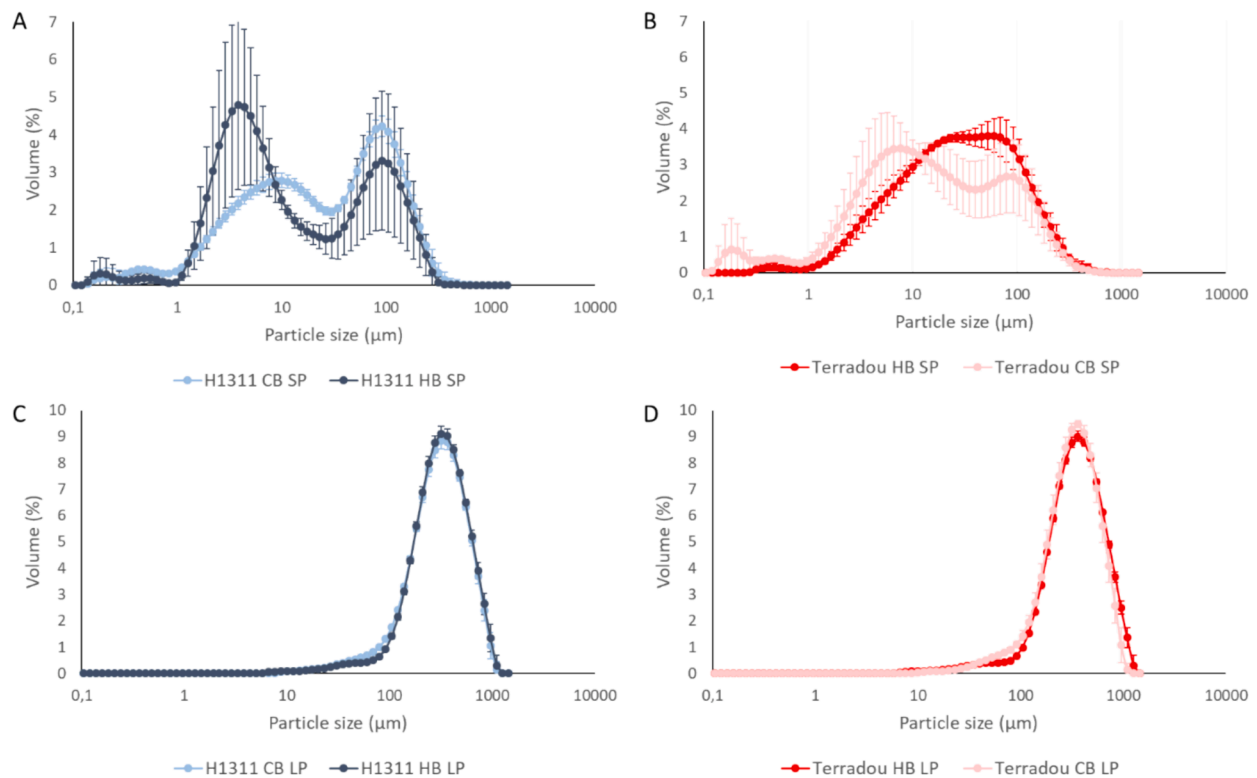 A
7
6
5
4
3
2
1
0
Volume (%)
0,1 1 10 100 1000 10000
Particle size (µm)
H1311 CB SP H1311 HB SP
B
7
6
5
4
3
2
1
0
Volume (%)
0,1 1 10 100 1000 10000
Particle size (µm)
Terradou HB SP Terradou CB SP
C
10
9
8
7
6
5
4
3
2
1
0
Volume (%)
0,1 1 10 100 1000 10000
Particle size (µm)
H1311 CB LP H1311 HB LP
D
10
9
8
7
6
5
4
3
2
1
0
Volume (%)
0,1 1 10 100 1000 10000
Particle size (µm)
Terradou HB LP Terradou CB LP